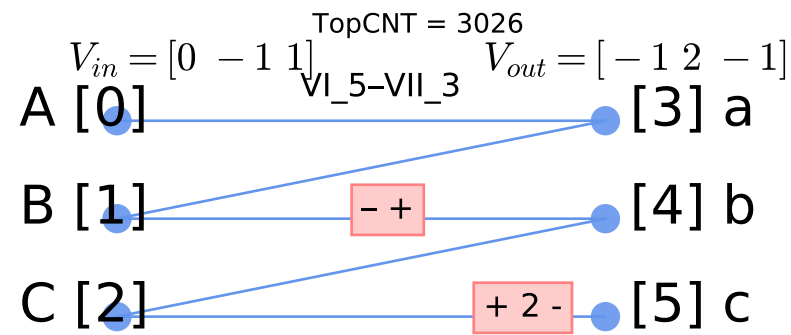 TopCNT = 3026
V_in = [0 −1 1] V_out = [−1 2 −1]
VI_5–VII_3
A [0] [3] a
B [1] – + [4] b
C [2] + 2 - [5] c